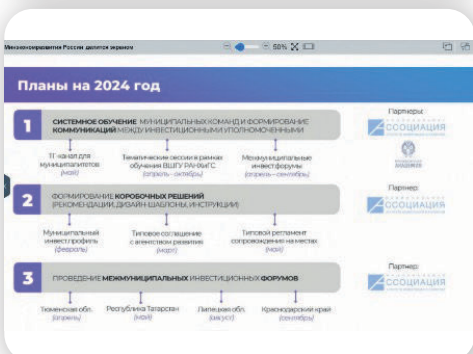 Минэкономразвития России делится экраном
50%
Планы на 2024 год
1
СИСТЕМНОЕ ОБУЧЕНИЕ МУНИЦИПАЛЬНЫХ КОМАНД И ФОРМИРОВАНИЕ
КОММУНИКАЦИЙ МЕЖДУ ИНВЕСТИЦИОННЫМИ УПОЛНОМОЧЕННЫМИ
ТГ-канал для
муниципалитетов
(май)
Тематические сессии в рамках
обучения ВШГУ РАНХиГС
(апрель - октябрь)
Межмуниципальные
инвестфорумы
(апрель - сентябрь)
Партнеры:
АССОЦИАЦИЯ
АКАДЕМИЯ
2
ФОРМИРОВАНИЕ КОРОБОЧНЫХ РЕШЕНИЙ
(РЕКОМЕНДАЦИИ, ДИЗАЙН-ШАБЛОНЫ, ИНСТРУКЦИИ)
Муниципальный
инвестпрофиль
(февраль)
Типовое соглашение
с агентством развития
(март)
Типовой регламент
сопровождения на местах
(май)
Партнер:
АССОЦИАЦИЯ
3
ПРОВЕДЕНИЕ МЕЖМУНИЦИПАЛЬНЫХ ИНВЕСТИЦИОННЫХ ФОРУМОВ
Тюменская обл.
(апрель)
Республика Татарстан
(май)
Липецкая обл.
(август)
Краснодарский край
(сентябрь)
Партнер:
АССОЦИАЦИЯ